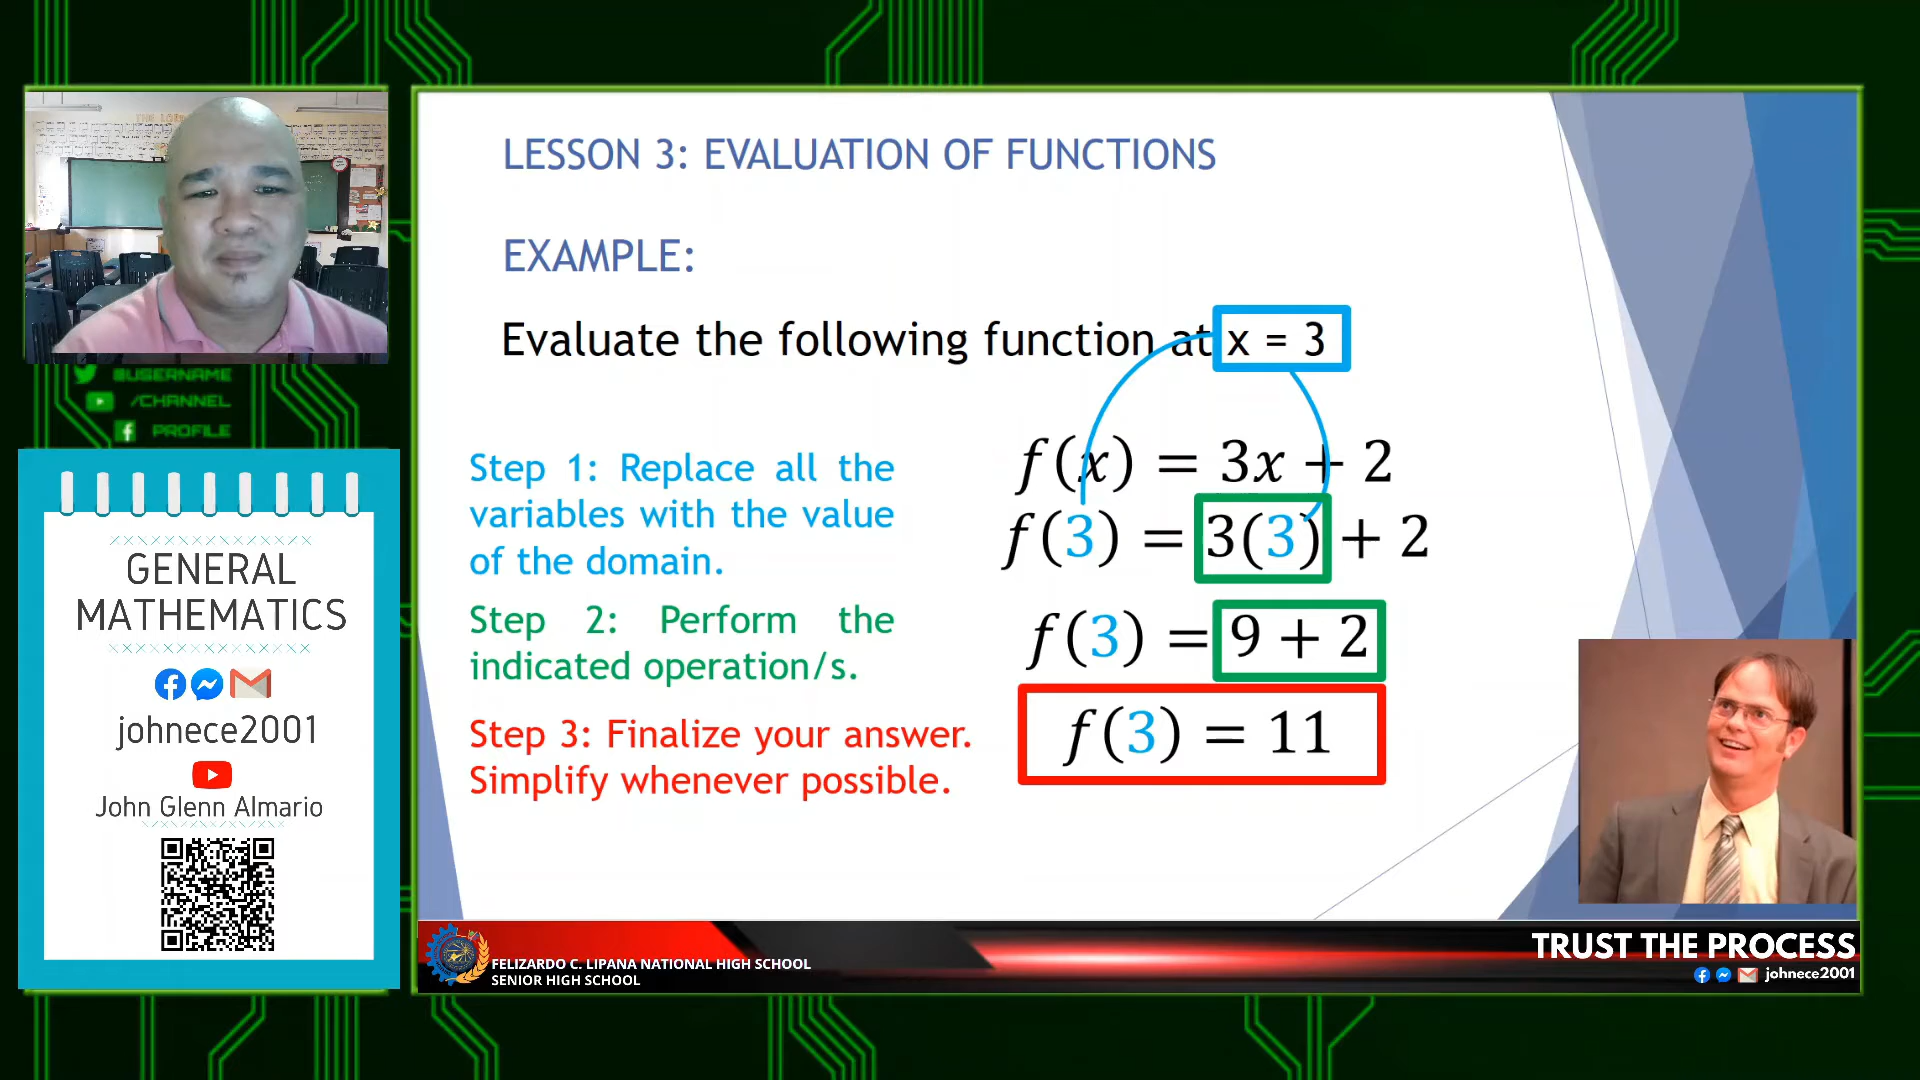 LESSON 3: EVALUATION OF FUNCTIONS
EXAMPLE:
Evaluate the following function at x = 3
f(x) = 3x + 2
f(3) = 3(3) + 2
f(3) = 9 + 2
f(3) = 11
Step 1: Replace all the
variables with the value
of the domain.
Step 2: Perform the
indicated operation/s.
Step 3: Finalize your answer.
Simplify whenever possible.
@USERNAME
/CHANNEL
PROFILE
GENERAL
MATHEMATICS
johnece2001
John Glenn Almario
FELIZARDO C. LIPANA NATIONAL HIGH SCHOOL
SENIOR HIGH SCHOOL
TRUST THE PROCESS
johnece2001